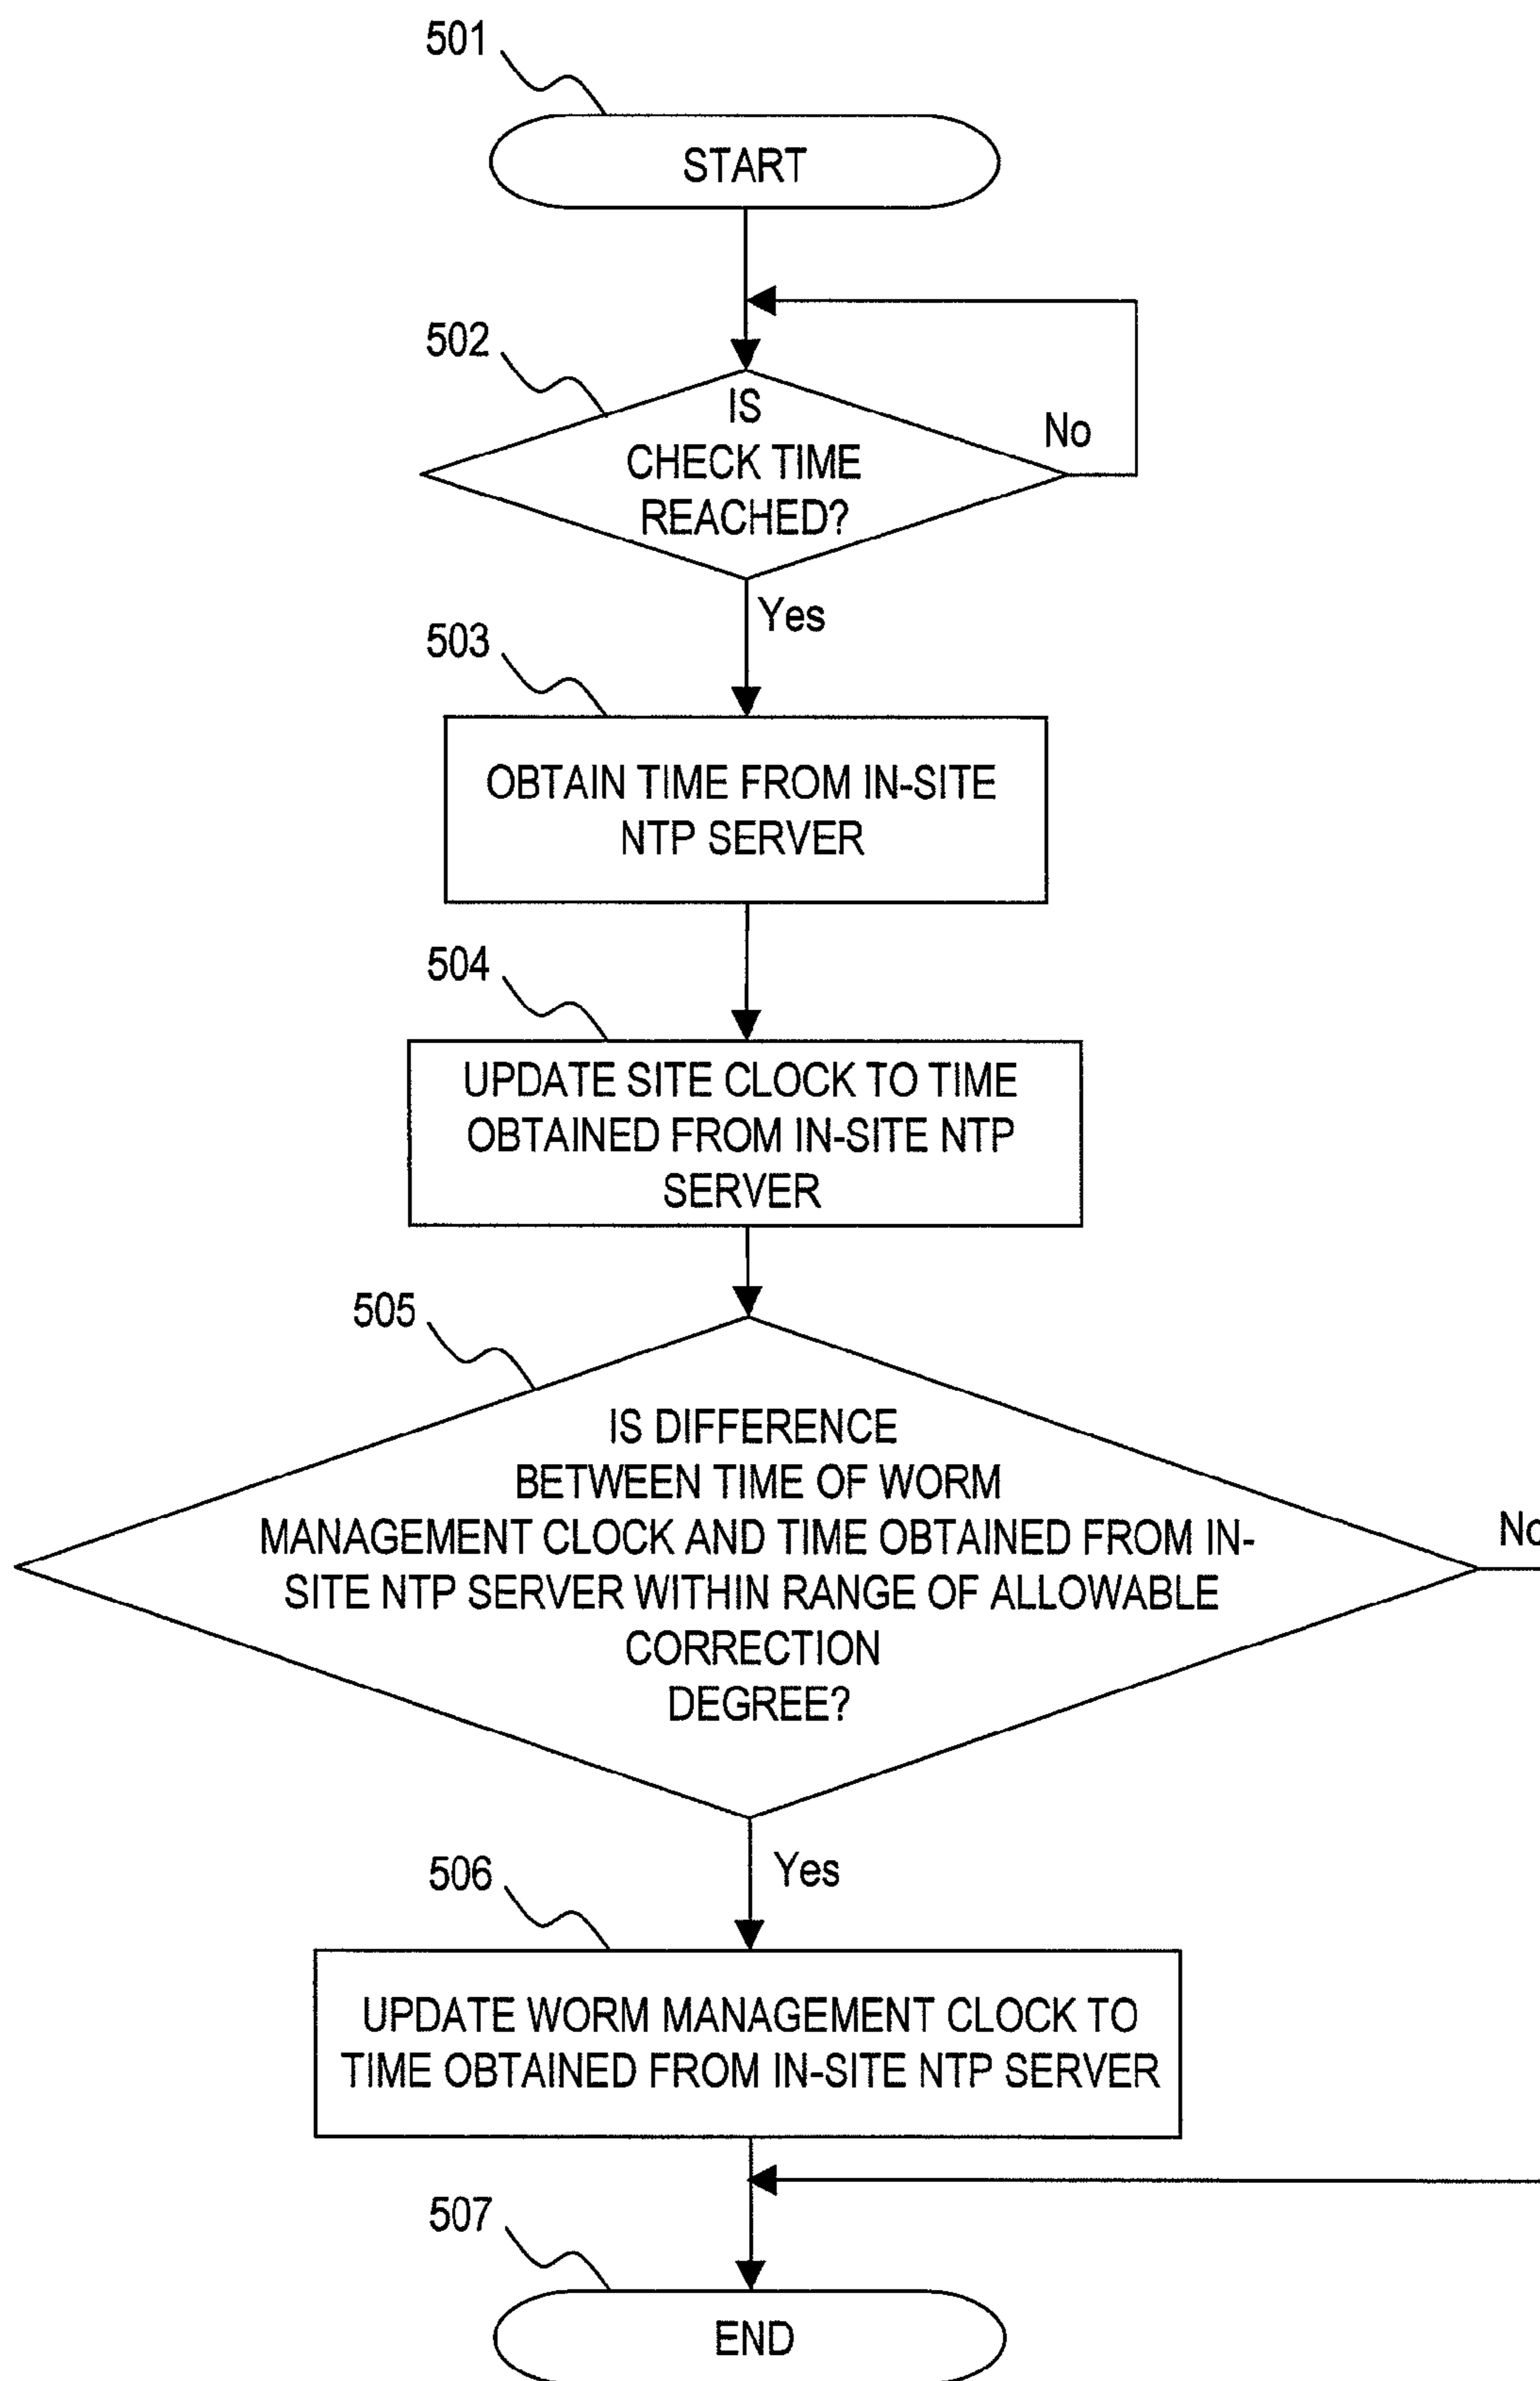 501
START
502
IS
CHECK TIME
REACHED?
No
Yes
503
OBTAIN TIME FROM IN-SITE
NTP SERVER
504
UPDATE SITE CLOCK TO TIME
OBTAINED FROM IN-SITE NTP
SERVER
505
IS DIFFERENCE
BETWEEN TIME OF WORM
MANAGEMENT CLOCK AND TIME OBTAINED FROM IN-
SITE NTP SERVER WITHIN RANGE OF ALLOWABLE
CORRECTION
DEGREE?
No
Yes
506
UPDATE WORM MANAGEMENT CLOCK TO
TIME OBTAINED FROM IN-SITE NTP SERVER
507
END